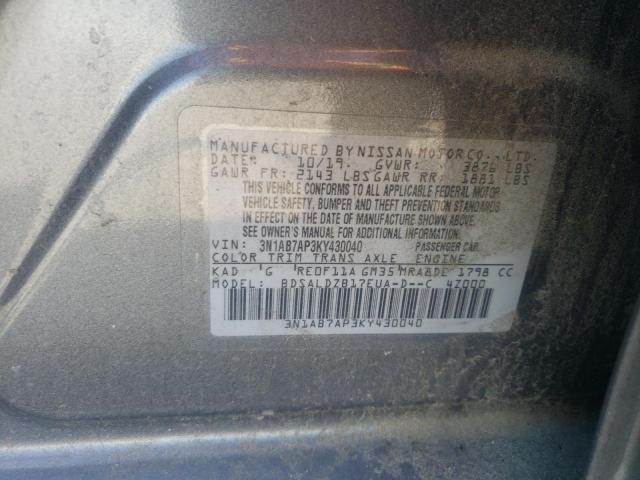 MANUFACTURED BY NISSAN MOTOR CO., LTD.
DATE: 10/19 GVWR: 3876 LBS
GAWR FR: 2143 LBS GAWR RR: 1881 LBS
THIS VEHICLE CONFORMS TO ALL APPLICABLE FEDERAL MOTOR
VEHICLE SAFETY, BUMPER AND THEFT PREVENTION STANDARDS
IN EFFECT ON THE DATE OF MANUFACTURE SHOWN ABOVE.
SEE OWNER'S MANUAL FOR ADDITIONAL INFORMATION.
VIN: 3N1AB7AP3KY430040 PASSENGER CAR
COLOR TRIM TRANS AXLE ENGINE
KAD G RE0F11A GM35 MRA8DE 1798 CC
MODEL: BDSALDZB17EUA-D--C 4Z000
3N1AB7AP3KY430040